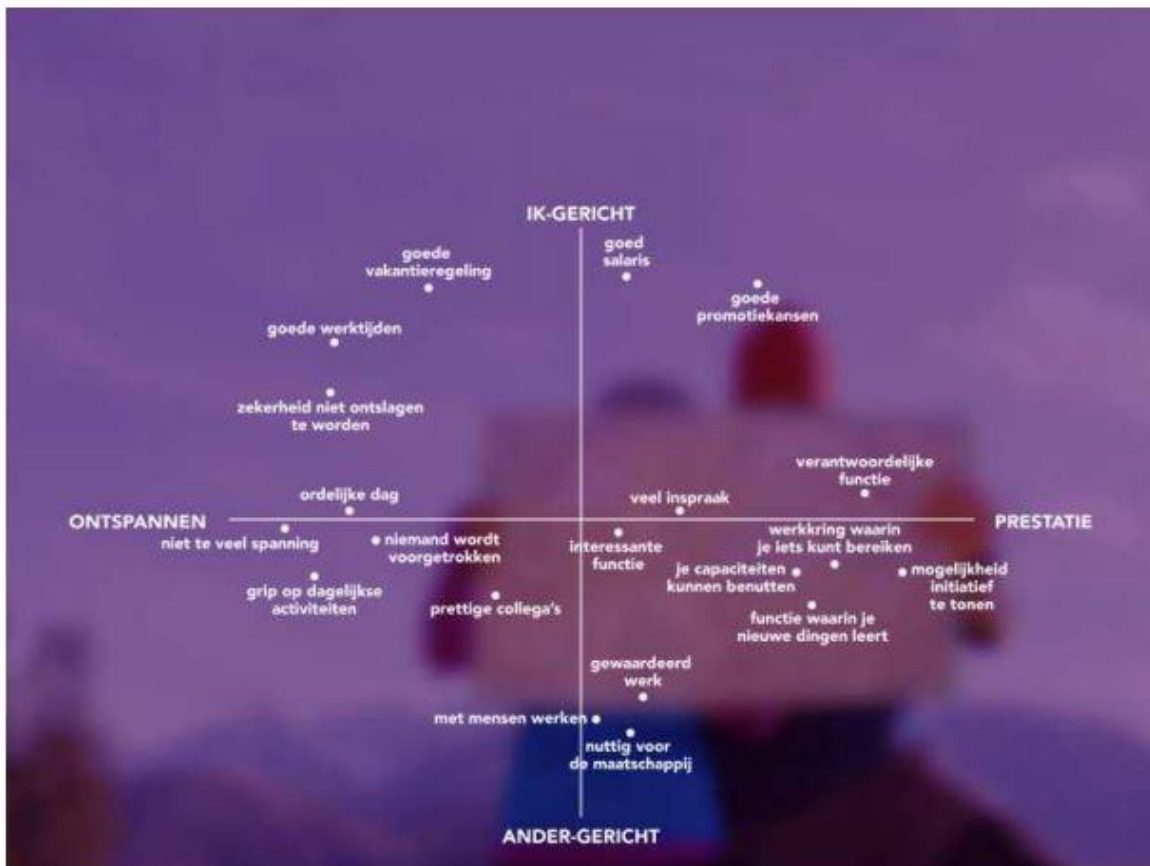 IK-GERICHT
goede
vakantieregeling
goed
salaris
goede
promotiekansen
goede werktijden
zekerheid niet ontslagen
te worden
verantwoordelijke
functie
ordelijke dag
veel inspraak
ONTSPANNEN
PRESTATIE
niet te veel spanning
niemand wordt
voorgetrokken
interessante
functie
werkkring waarin
je iets kunt bereiken
je capaciteiten
kunnen benutten
mogelijkheid
initiatief
te tonen
grip op dagelijkse
activiteiten
prettige collega's
functie waarin je
nieuwe dingen leert
gewaardeerd
werk
met mensen werken
nuttig voor
de maatschappij
ANDER-GERICHT